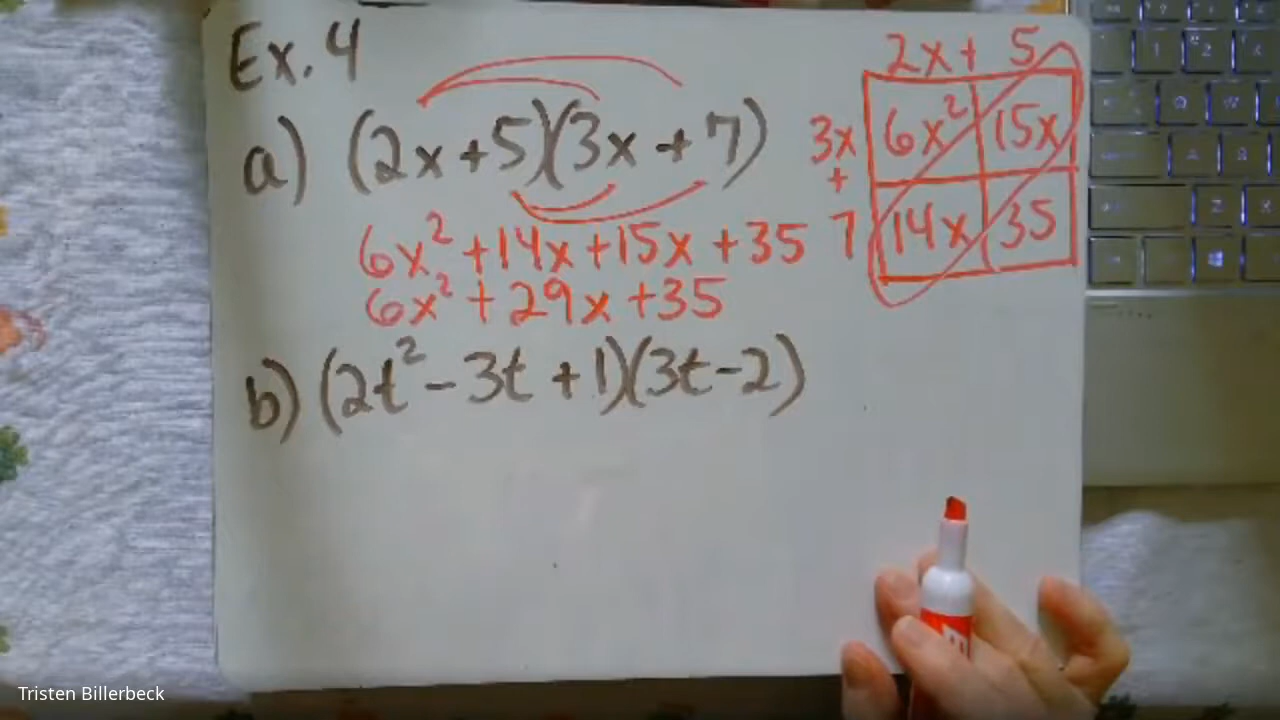 Ex. 4
a) (2x+5)(3x+7)
6x²+14x+15x+35
6x²+29x+35
2x+ 5
3x 6x² 15x
+
7 14x 35
b) (2t²-3t+1)(3t-2)
Tristen Billerbeck